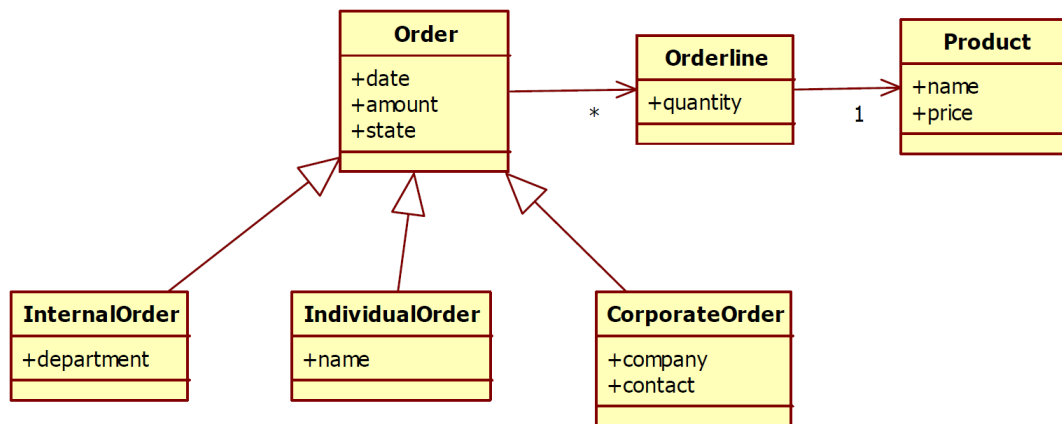 Order
+date
+amount
+state
*
Orderline
+quantity
1
Product
+name
+price
InternalOrder
+department
IndividualOrder
+name
CorporateOrder
+company
+contact